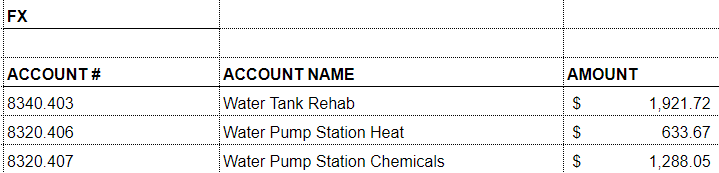 FX
ACCOUNT # ACCOUNT NAME AMOUNT
8340.403 Water Tank Rehab $ 1,921.72
8320.406 Water Pump Station Heat $ 633.67
8320.407 Water Pump Station Chemicals $ 1,288.05